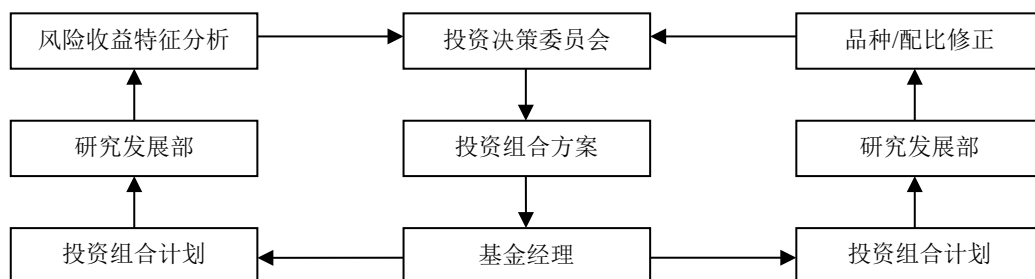 风险收益特征分析
投资决策委员会
品种/配比修正
研究发展部
投资组合方案
研究发展部
投资组合计划
基金经理
投资组合计划